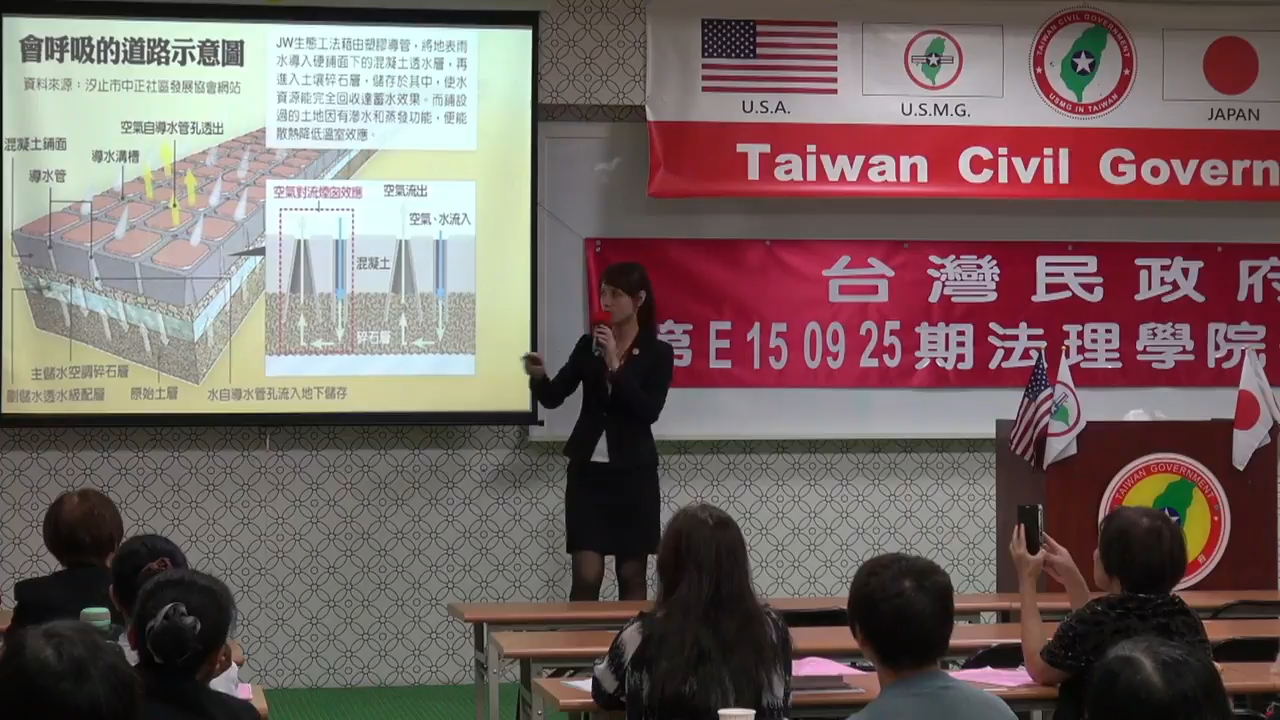 會呼吸的道路示意圖
資料來源：汐止市中正社區發展協會網站
JW生態工法藉由塑膠導管，將地表雨
水導入硬鋪面下的混凝土透水層，再
進入土壤碎石層，儲存於其中，使水
資源能完全回收達蓄水效果。而鋪設
過的土地因有滲水和蒸發功能，便能
散熱降低溫室效應。
空氣自導水管孔透出
混凝土鋪面
導水溝槽
導水管
空氣對流煙囪效應
空氣流出
空氣、水流入
混凝土
碎石層
主儲水空調碎石層
副儲水透水級配層
原始土層
水自導水管孔流入地下儲存
U.S.A.
U.S.M.G.
TAIWAN CIVIL GOVERNMENT
USMG IN TAIWAN
JAPAN
Taiwan Civil Govern
台灣民政府
第E150925期法理學院
TAIWAN GOVERNMENT